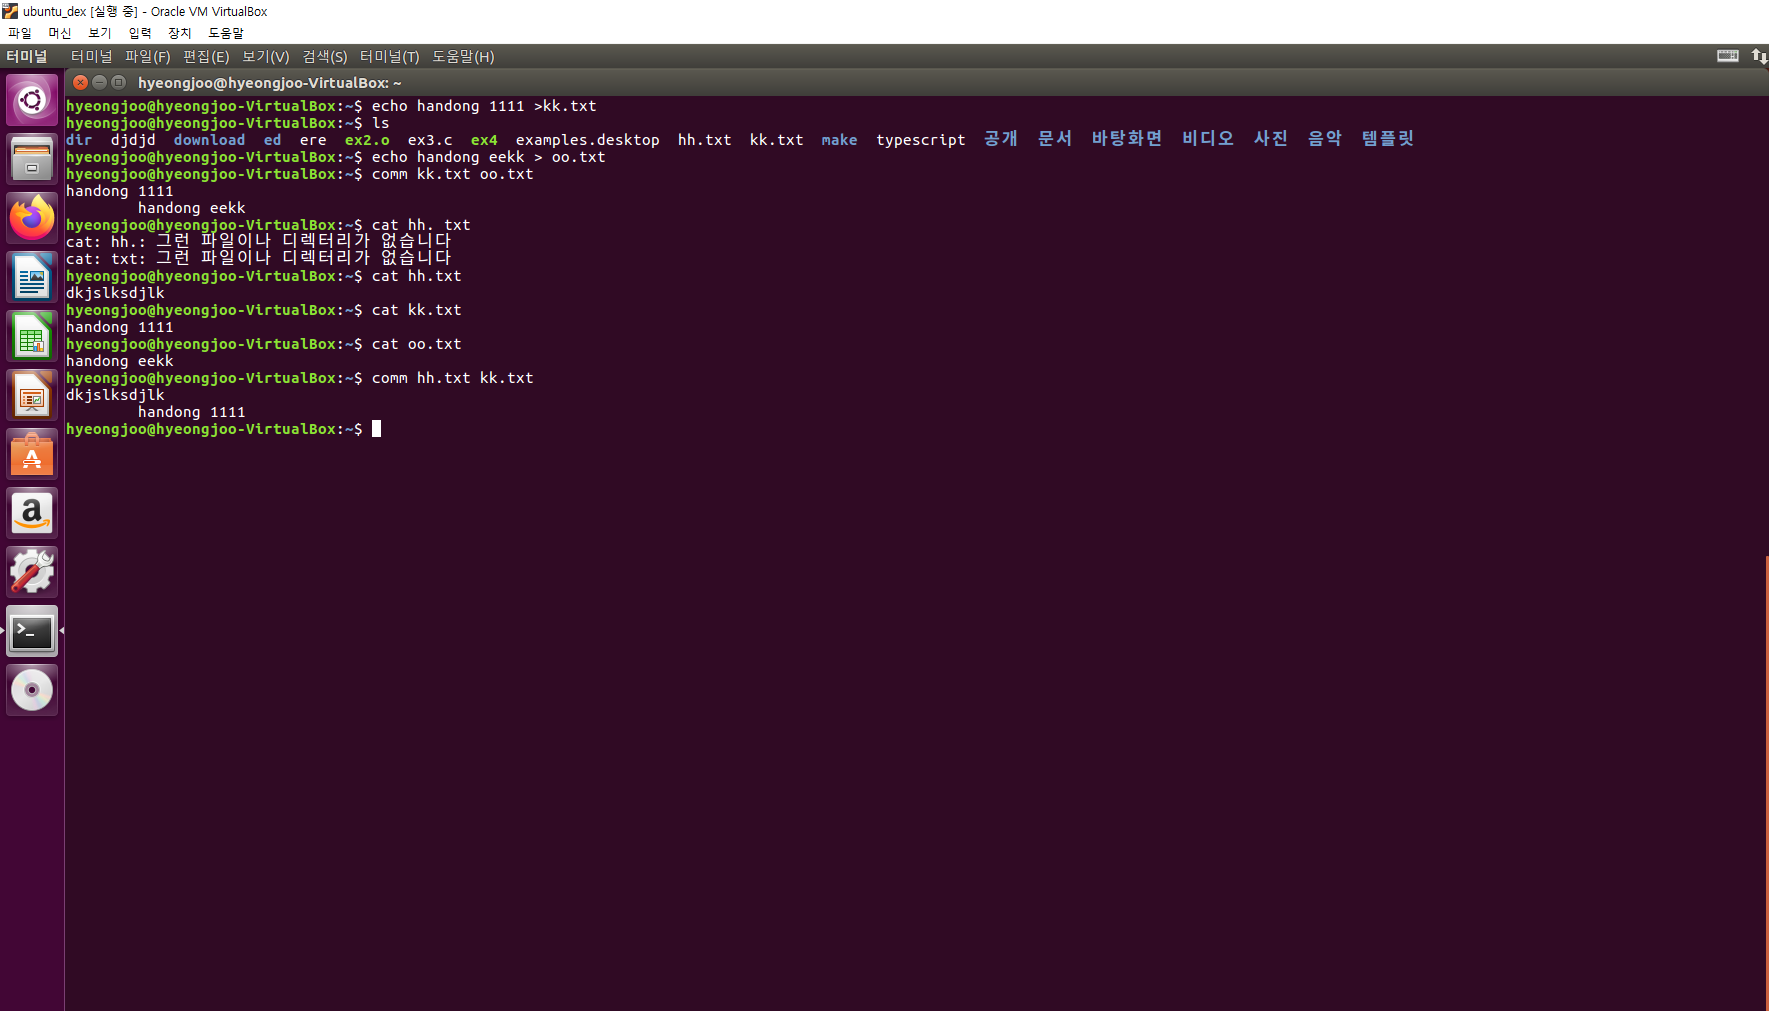 ubuntu_dex [실행 중] - Oracle VM VirtualBox
파일 머신 보기 입력 장치 도움말
터미널 터미널 파일(F) 편집(E) 보기(V) 검색(S) 터미널(T) 도움말(H)
hyeongjoo@hyeongjoo-VirtualBox: ~
hyeongjoo@hyeongjoo-VirtualBox:~$ echo handong 1111 >kk.txt
hyeongjoo@hyeongjoo-VirtualBox:~$ ls
dir djdjd download ed ere ex2.o ex3.c ex4 examples.desktop hh.txt kk.txt make typescript 공개 문서 바탕화면 비디오 사진 음악 템플릿
hyeongjoo@hyeongjoo-VirtualBox:~$ echo handong eekk > oo.txt
hyeongjoo@hyeongjoo-VirtualBox:~$ comm kk.txt oo.txt
handong 1111
        handong eekk
hyeongjoo@hyeongjoo-VirtualBox:~$ cat hh. txt
cat: hh.: 그런 파일이나 디렉터리가 없습니다
cat: txt: 그런 파일이나 디렉터리가 없습니다
hyeongjoo@hyeongjoo-VirtualBox:~$ cat hh.txt
dkjslksdjlk
hyeongjoo@hyeongjoo-VirtualBox:~$ cat kk.txt
handong 1111
hyeongjoo@hyeongjoo-VirtualBox:~$ cat oo.txt
handong eekk
hyeongjoo@hyeongjoo-VirtualBox:~$ comm hh.txt kk.txt
dkjslksdjlk
        handong 1111
hyeongjoo@hyeongjoo-VirtualBox:~$